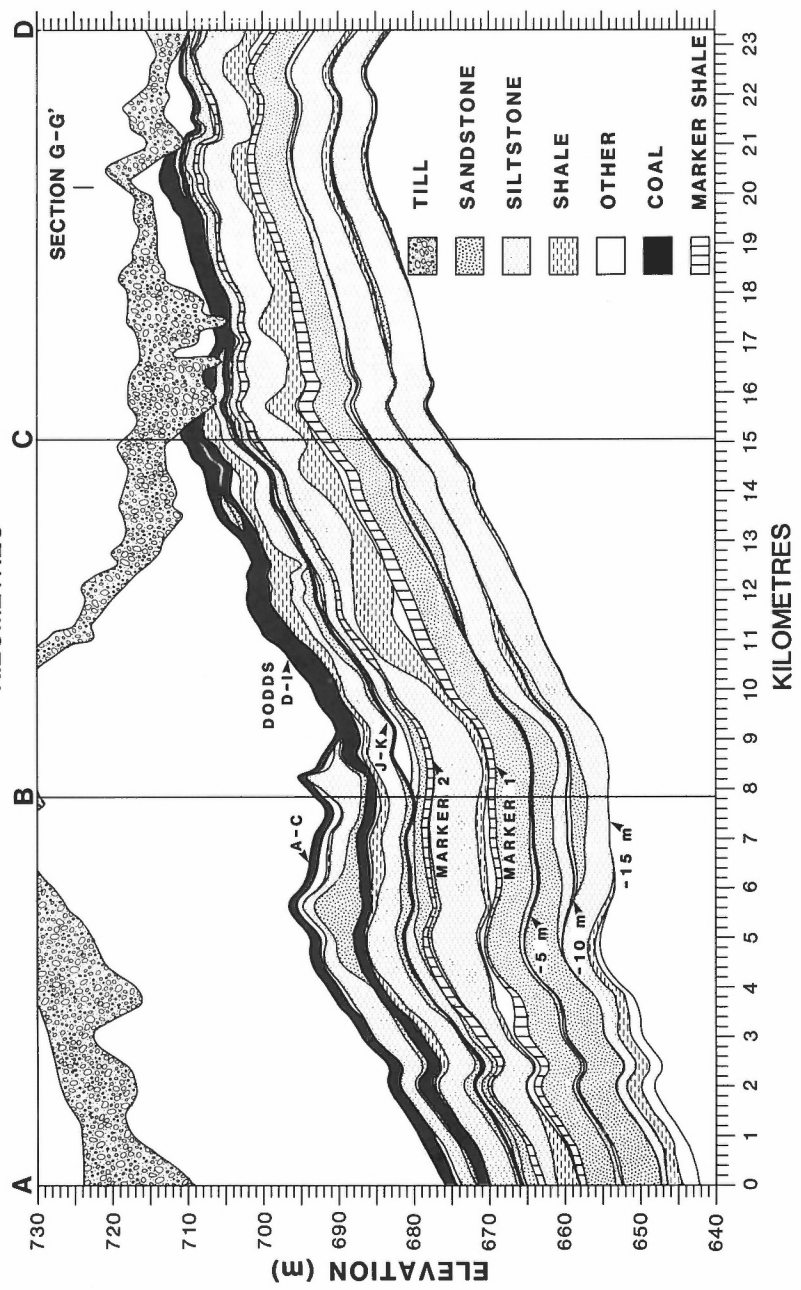 A
B
C
D
SECTION G-G'
730
720
710
700
690
680
670
660
650
640
ELEVATION (m)
A-C
DODDS
D-I
J-K
MARKER 2
MARKER 1
-5 m
-10 m
-15 m
TILL
SANDSTONE
SILTSTONE
SHALE
OTHER
COAL
MARKER SHALE
0 1 2 3 4 5 6 7 8 9 10 11 12 13 14 15 16 17 18 19 20 21 22 23
KILOMETRES